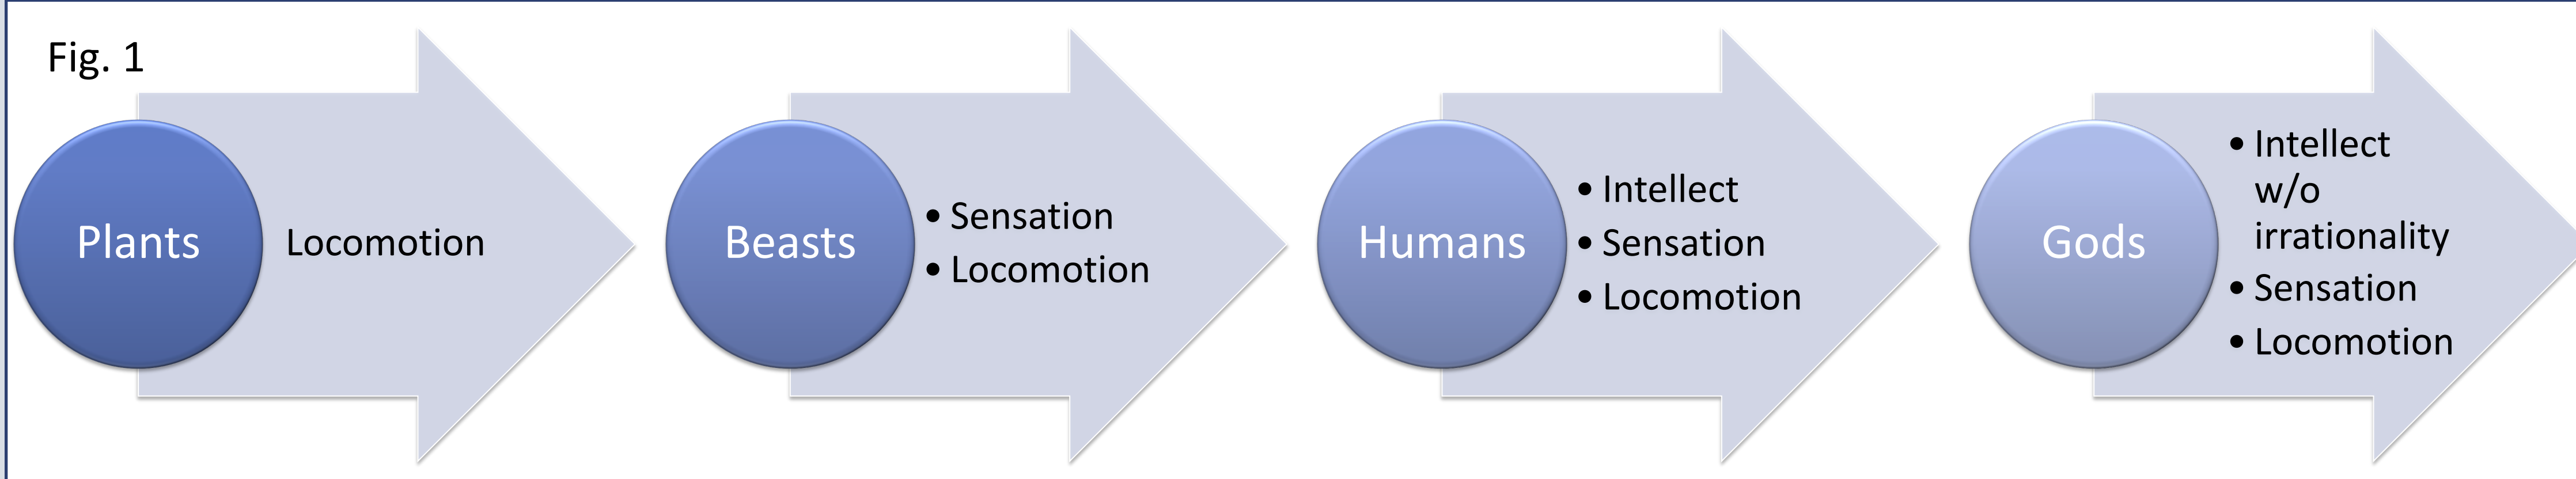 Fig. 1
Plants
Locomotion
Beasts
• Sensation
• Locomotion
Humans
• Intellect
• Sensation
• Locomotion
Gods
• Intellect
w/o
irrationality
• Sensation
• Locomotion